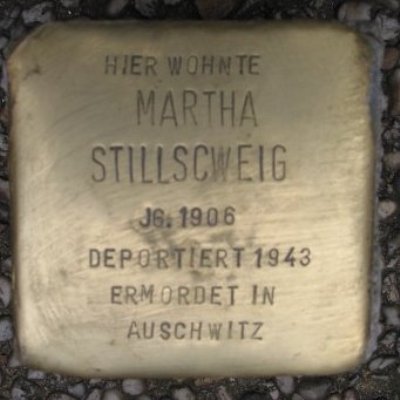 HIER WOHNTE
MARTHA
STILLSCWEIG
JG. 1906
DEPORTIERT 1943
ERMORDET IN
AUSCHWITZ